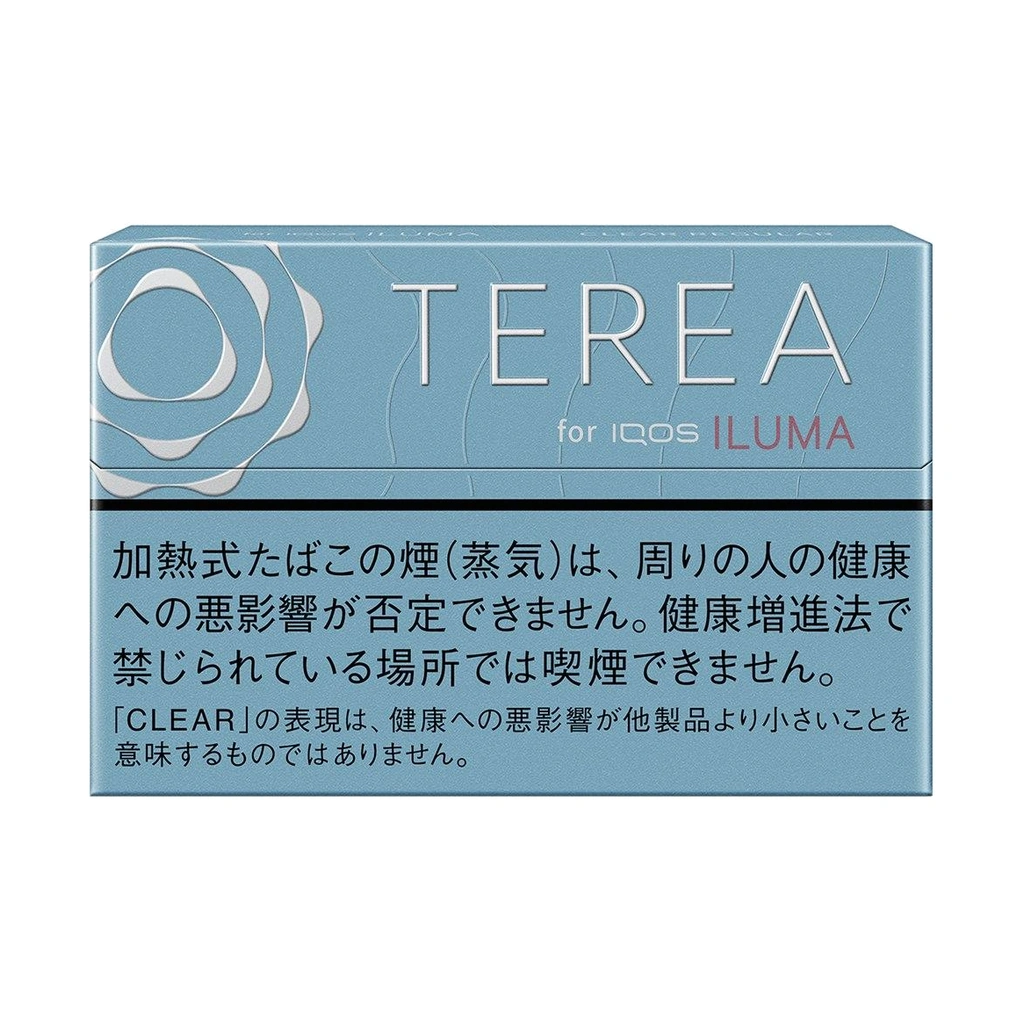 for IQOS ILUMA CLEAR REGULAR
TEREA
for IQOS ILUMA
加熱式たばこの煙(蒸気)は、周りの人の健康
への悪影響が否定できません。健康増進法で
禁じられている場所では喫煙できません。
「CLEAR」の表現は、健康への悪影響が他製品より小さいことを
意味するものではありません。